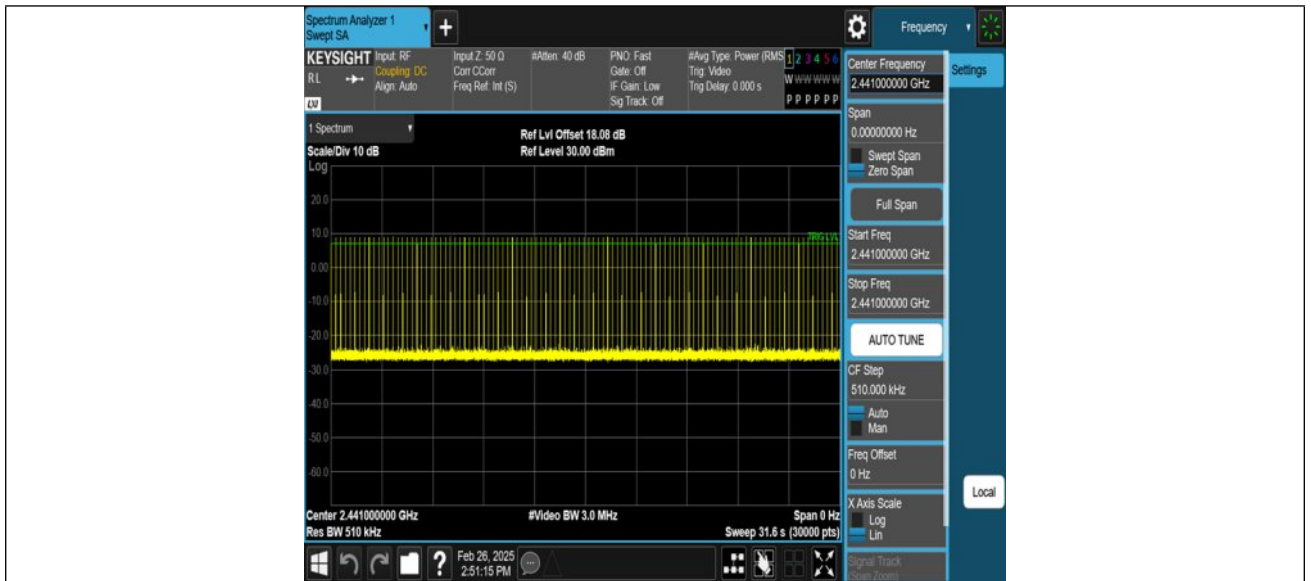 Spectrum Analyzer 1
Swept SA
+
Frequency
KEYSIGHT
RL
LXI
Input: RF
Coupling: DC
Align: Auto
Input Z: 50 Ω
Corr CCorr
Freq Ref: Int (S)
#Atten: 40 dB
PNO: Fast
Gate: Off
IF Gain: Low
Sig Track: Off
#Avg Type: Power (RMS
Trig: Video
Trig Delay: 0.000 s
1 2 3 4 5 6
W W W W W W
P P P P P P
1 Spectrum
Scale/Div 10 dB
Log
Ref Lvl Offset 18.08 dB
Ref Level 30.00 dBm
20.0
10.0
TRIG LVL
0.00
-10.0
-20.0
-30.0
-40.0
-50.0
-60.0
Center 2.441000000 GHz
Res BW 510 kHz
#Video BW 3.0 MHz
Span 0 Hz
Sweep 31.6 s (30000 pts)
Center Frequency
2.441000000 GHz
Settings
Span
0.00000000 Hz
Swept Span
Zero Span
Full Span
Start Freq
2.441000000 GHz
Stop Freq
2.441000000 GHz
AUTO TUNE
CF Step
510.000 kHz
Auto
Man
Freq Offset
0 Hz
X Axis Scale
Log
Lin
Signal Track
(Span Zoom)
Local
?
Feb 26, 2025
2:51:15 PM